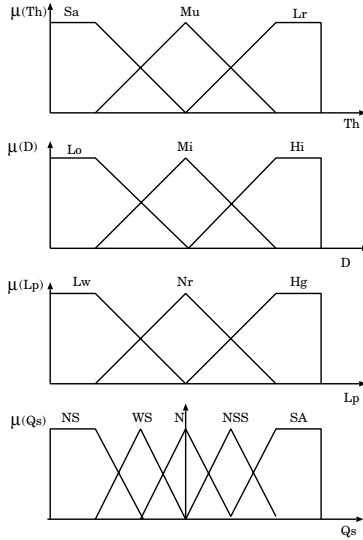 μ(Th) Sa Mu Lr
Th
μ(D) Lo Mi Hi
D
μ(Lp) Lw Nr Hg
Lp
μ(Qs) NS WS N NSS SA
Qs